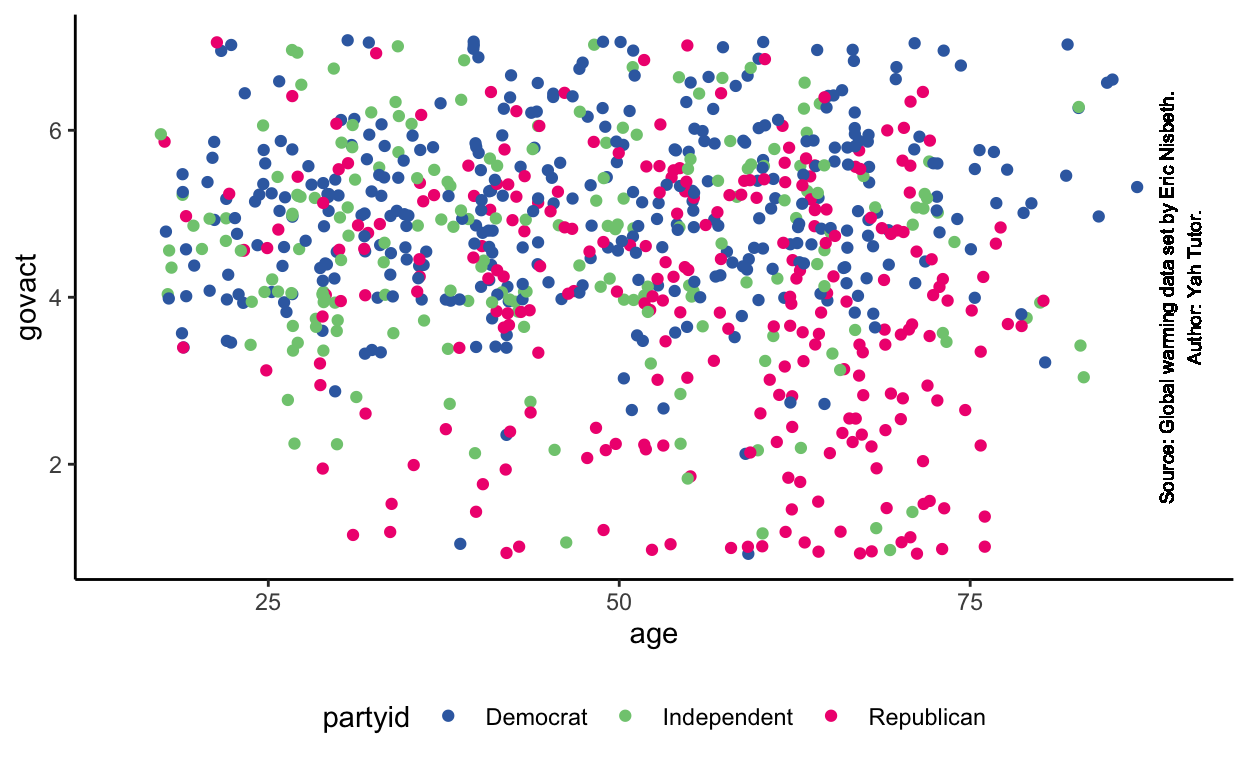 govact
6
4
2
25 50 75
age
Source: Global warming data set by Eric Nisbeth.
Author: Yah Tutor.
partyid Democrat Independent Republican